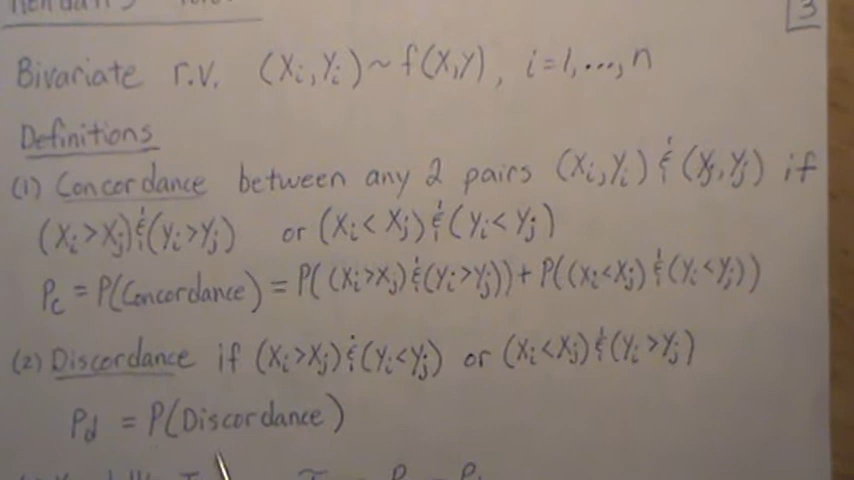 3
Bivariate r.v. (Xi,Yi) ~ f(X,Y), i=1,...,n
Definitions
(1) Concordance between any 2 pairs (Xi,Yi) & (Xj,Yj) if
(Xi>Xj)&(Yi>Yj) or (Xi<Xj)&(Yi<Yj)
Pc = P(Concordance) = P((Xi>Xj)&(Yi>Yj)) + P((Xi<Xj)&(Yi<Yj))
(2) Discordance if (Xi>Xj)&(Yi<Yj) or (Xi<Xj)&(Yi>Yj)
Pd = P(Discordance)